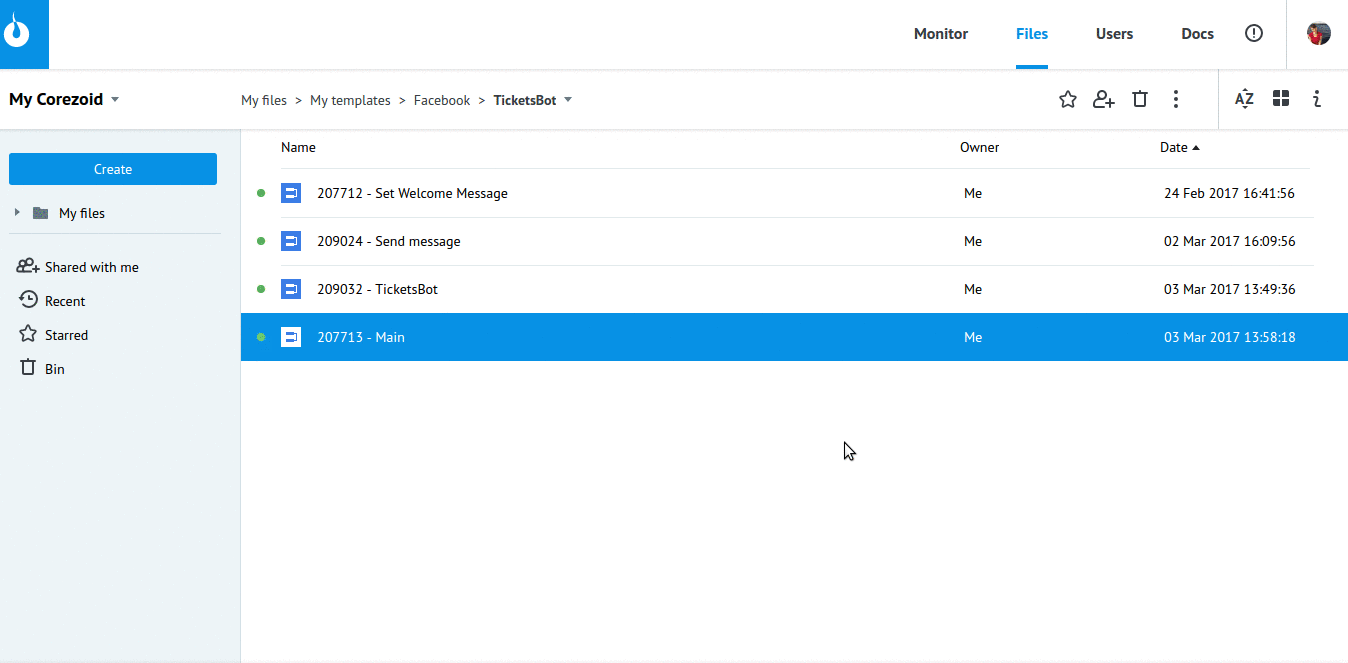 Monitor Files Users Docs
My Corezoid
My files > My templates > Facebook > TicketsBot
AZ
Create
My files
Shared with me
Recent
Starred
Bin
Name Owner Date
207712 - Set Welcome Message Me 24 Feb 2017 16:41:56
209024 - Send message Me 02 Mar 2017 16:09:56
209032 - TicketsBot Me 03 Mar 2017 13:49:36
207713 - Main Me 03 Mar 2017 13:58:18